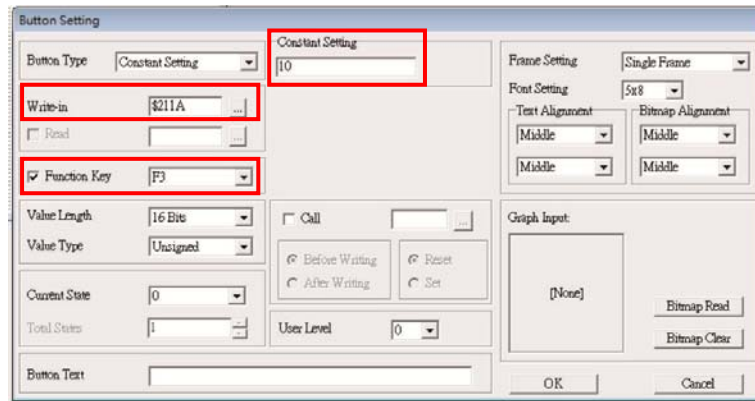 Button Setting
Button Type
Constant Setting
Constant Setting
10
Write-in
$211A
...
Read
...
Function Key
F3
Value Length
16 Bits
Value Type
Unsigned
Current State
0
Total States
1
Call
...
Before Writing
After Writing
Reset
Set
User Level
0
Frame Setting
Single Frame
Font Setting
5x8
Text Alignment
Middle
Middle
Bitmap Alignment
Middle
Middle
Graph Input:
[None]
Bitmap Read
Bitmap Clear
Button Text
OK
Cancel